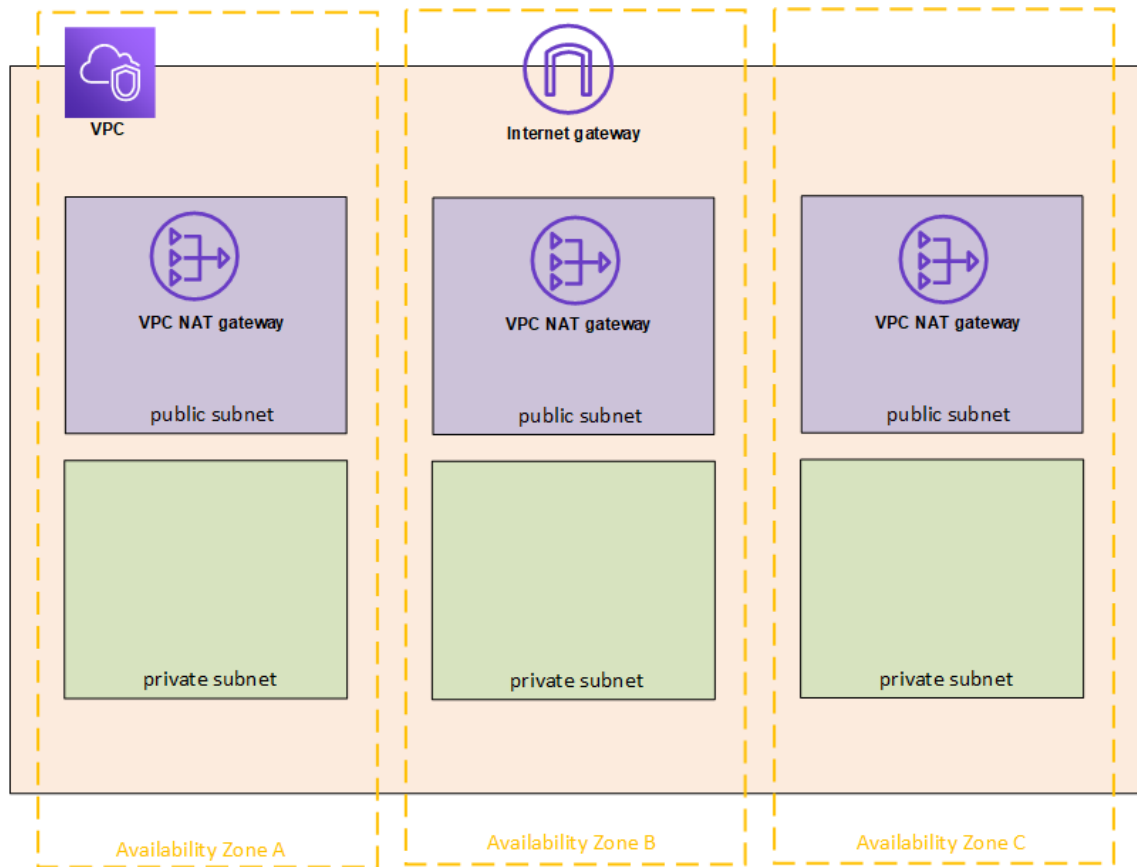 VPC
Internet gateway
VPC NAT gateway
VPC NAT gateway
VPC NAT gateway
public subnet
public subnet
public subnet
private subnet
private subnet
private subnet
Availability Zone A
Availability Zone B
Availability Zone C